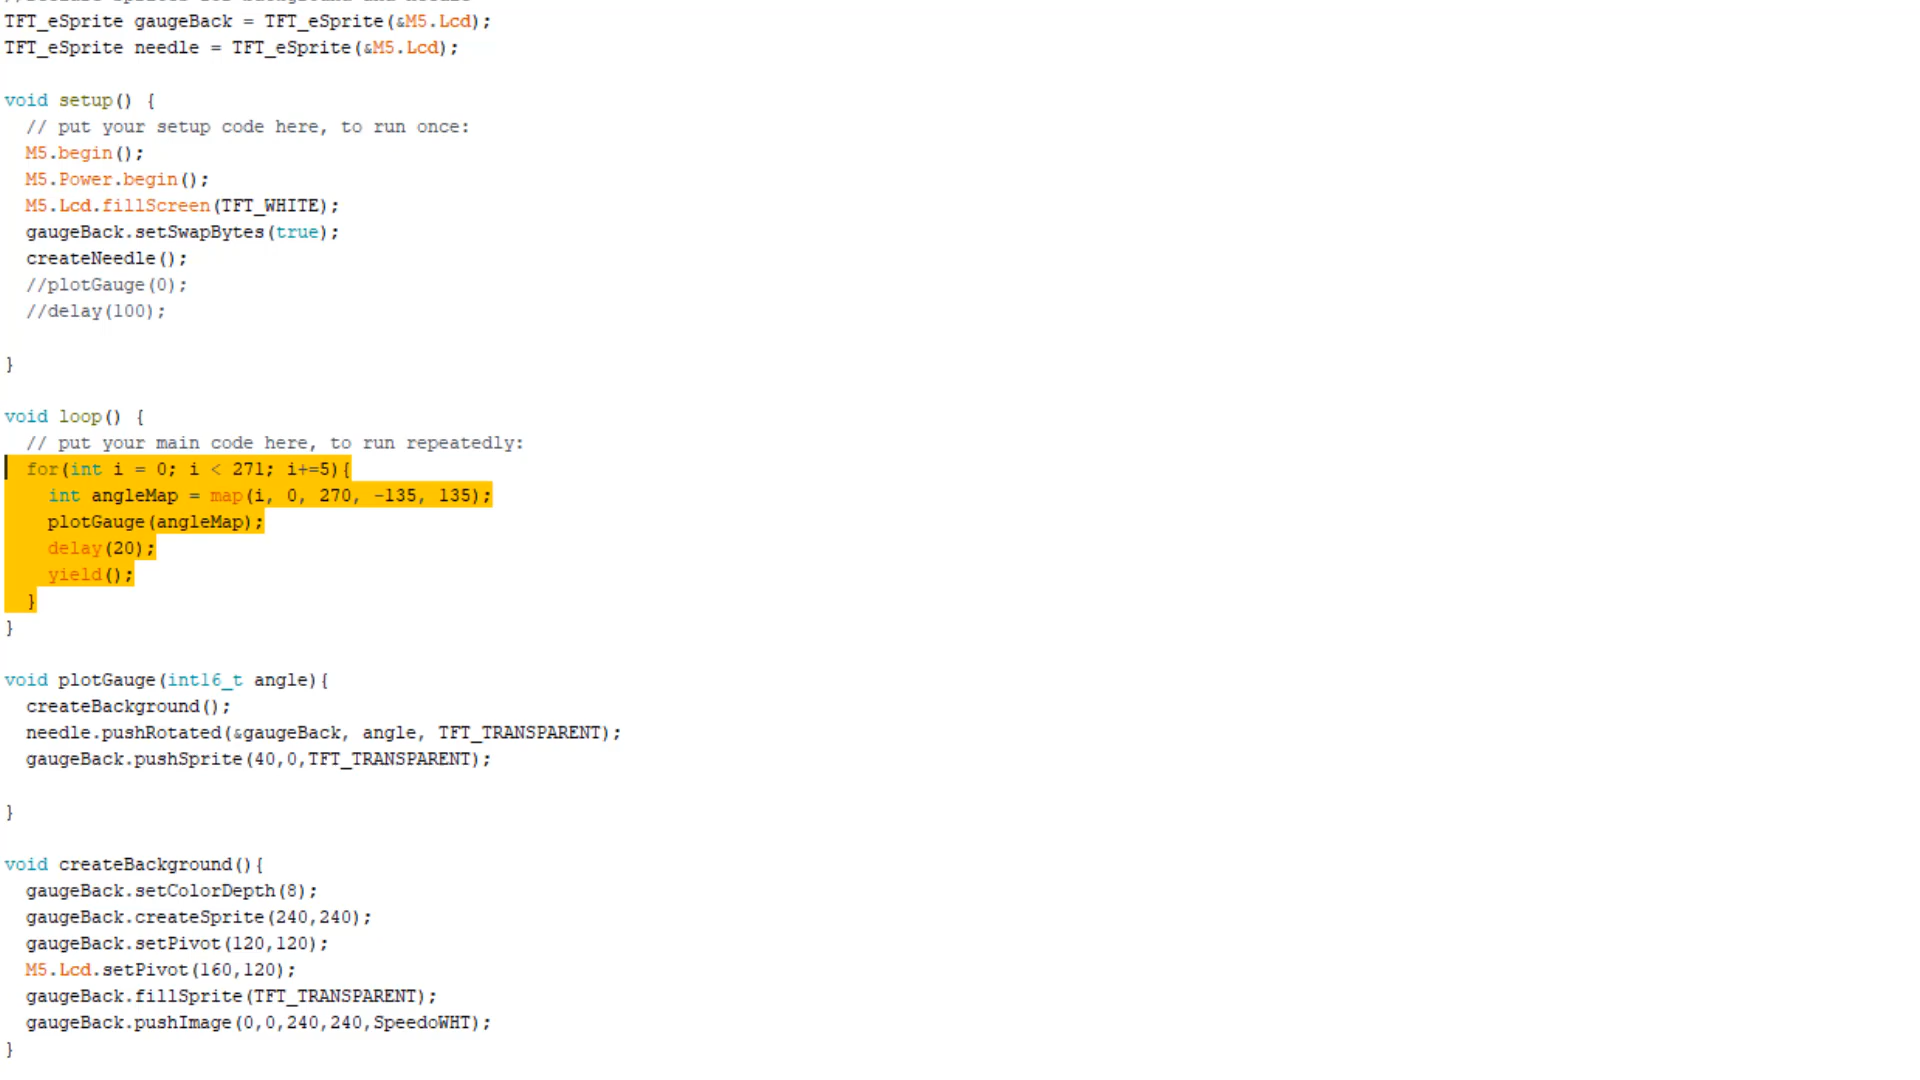 TFT_eSprite gaugeBack = TFT_eSprite(&M5.Lcd);
TFT_eSprite needle = TFT_eSprite(&M5.Lcd);
void setup() {
// put your setup code here, to run once:
M5.begin();
M5.Power.begin();
M5.Lcd.fillScreen(TFT_WHITE);
gaugeBack.setSwapBytes(true);
createNeedle();
//plotGauge(0);
//delay(100);
}
void loop() {
// put your main code here, to run repeatedly:
for(int i = 0; i < 271; i+=5){
int angleMap = map(i, 0, 270, -135, 135);
plotGauge(angleMap);
delay(20);
yield();
}
}
void plotGauge(int16_t angle){
createBackground();
needle.pushRotated(&gaugeBack, angle, TFT_TRANSPARENT);
gaugeBack.pushSprite(40,0,TFT_TRANSPARENT);
}
void createBackground(){
gaugeBack.setColorDepth(8);
gaugeBack.createSprite(240,240);
gaugeBack.setPivot(120,120);
M5.Lcd.setPivot(160,120);
gaugeBack.fillSprite(TFT_TRANSPARENT);
gaugeBack.pushImage(0,0,240,240,SpeedoWHT);
}